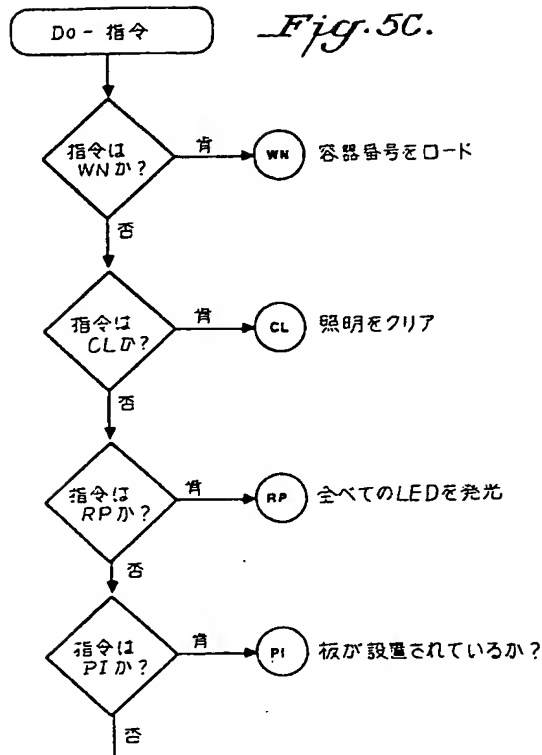 Fig. 5C.
Do - 指令
指令は
WNか?
肯
WN
容器番号をロード
否
指令は
CLか?
肯
CL
照明をクリア
否
指令は
RPか?
肯
RP
全べてのLEDを発光
否
指令は
PIか?
肯
PI
板が設置されているか?
否